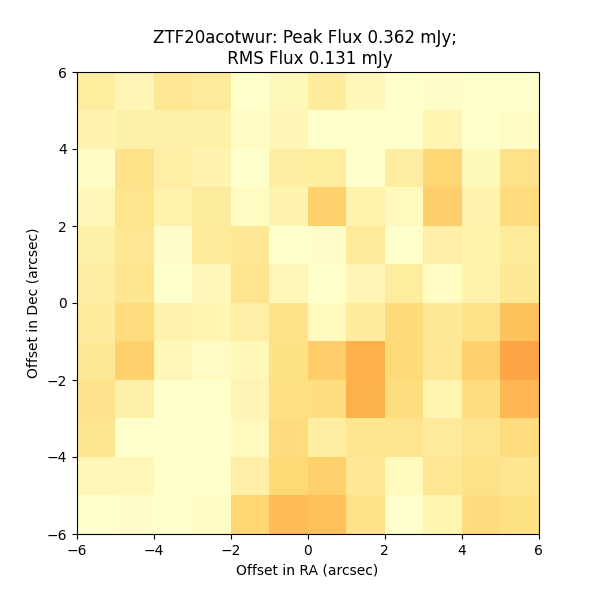 ZTF20acotwur: Peak Flux 0.362 mJy;
RMS Flux 0.131 mJy
6
4
2
0
−2
−4
−6
Offset in Dec (arcsec)
−6 −4 −2 0 2 4 6
Offset in RA (arcsec)